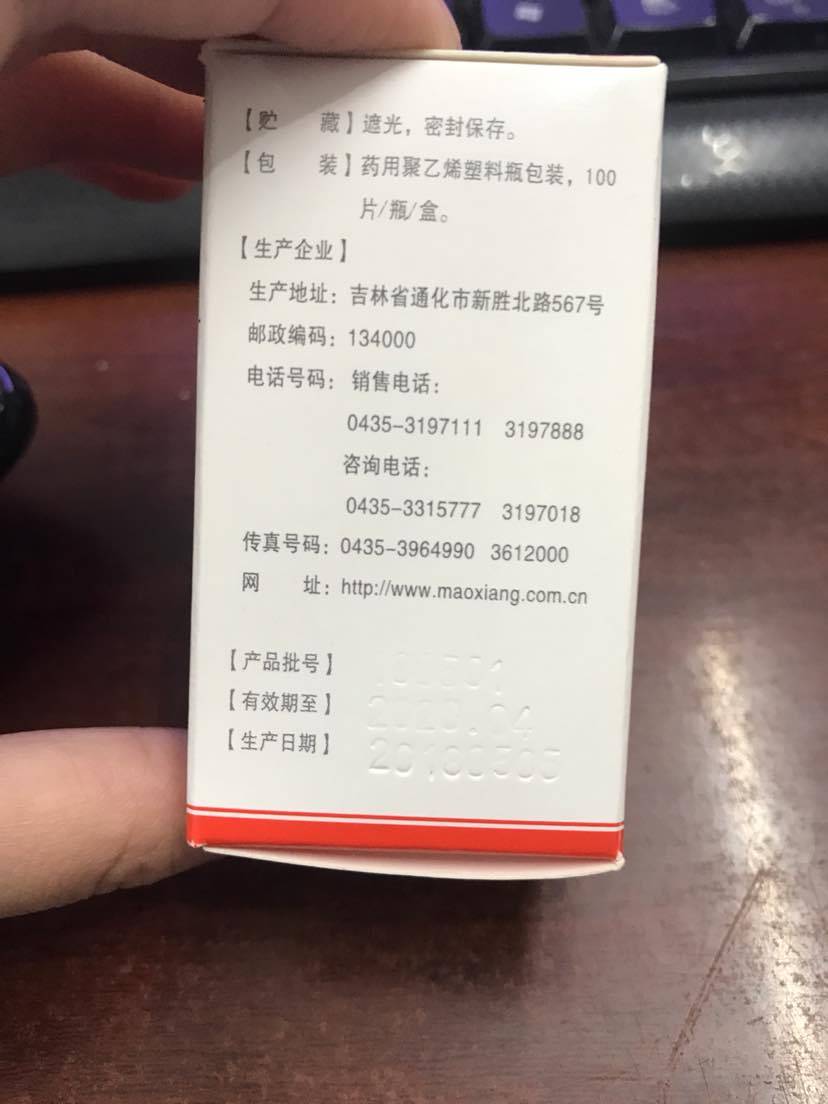 【贮　　藏】遮光，密封保存。
【包　　装】药用聚乙烯塑料瓶包装，100
片/瓶/盒。
【生产企业】
生产地址：吉林省通化市新胜北路567号
邮政编码：134000
电话号码：销售电话：
0435-3197111　3197888
咨询电话：
0435-3315777　3197018
传真号码：0435-3964990　3612000
网　　址：http://www.maoxiang.com.cn
【产品批号】
【有效期至】
【生产日期】